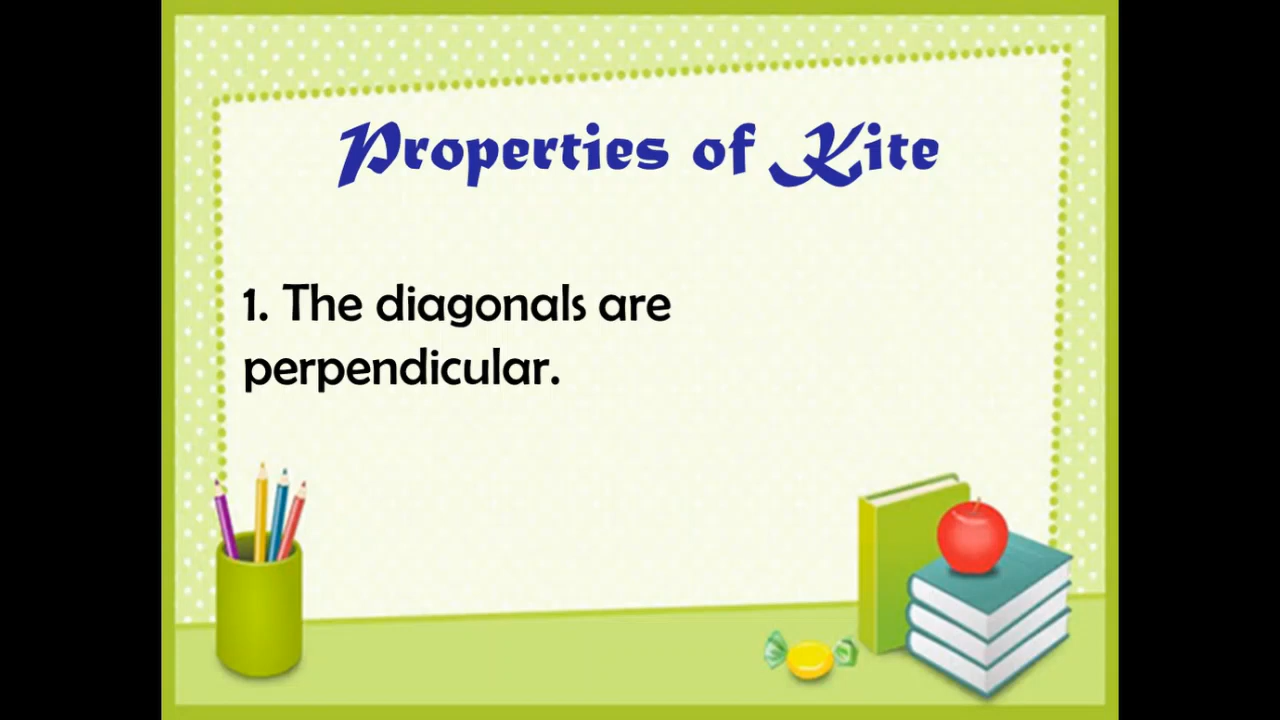 Properties of Kite
1. The diagonals are
perpendicular.